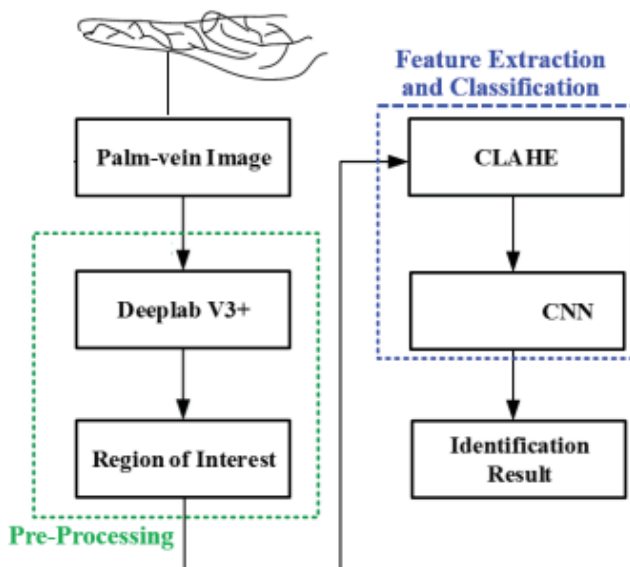 Palm-vein Image
Deeplab V3+
Region of Interest
Pre-Processing
Feature Extraction
and Classification
CLAHE
CNN
Identification
Result